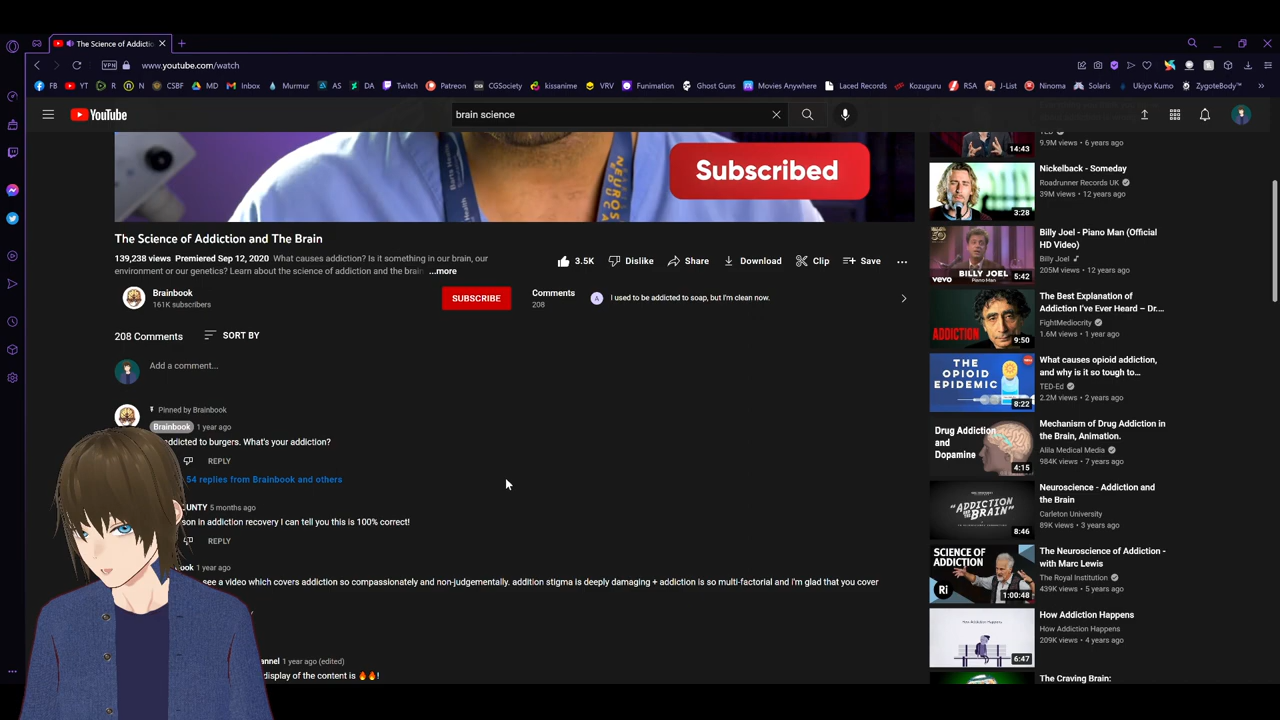 The Science of Addictio
www.youtube.com/watch
VPN
FB
YT
R
N
CSBF
MD
Inbox
Murmur
AS
DA
Twitch
Patreon
CGSociety
kissanime
VRV
Funimation
Ghost Guns
Movies Anywhere
Laced Records
Kozuguru
RSA
J-List
Ninoma
Solaris
Ukiyo Kumo
ZygoteBody™
YouTube
brain science
Subscribed
The Science of Addiction and The Brain
139,238 views Premiered Sep 12, 2020 What causes addiction? Is it something in our brain, our
environment or our genetics? Learn about the science of addiction and the brain ...more
3.5K
Dislike
Share
Download
Clip
Save
Brainbook
161K subscribers
SUBSCRIBE
Comments
208
A
I used to be addicted to soap, but I'm clean now.
208 Comments
SORT BY
Add a comment...
Pinned by Brainbook
Brainbook 1 year ago
addicted to burgers. What's your addiction?
REPLY
54 replies from Brainbook and others
UNTY 5 months ago
son in addiction recovery I can tell you this is 100% correct!
REPLY
ook 1 year ago
see a video which covers addiction so compassionately and non-judgementally. addition stigma is deeply damaging + addiction is so multi-factorial and i'm glad that you cover
annel 1 year ago (edited)
display of the content is 🔥🔥!
TED
9.9M views • 6 years ago
14:43
Nickelback - Someday
Roadrunner Records UK
39M views • 12 years ago
3:28
Billy Joel - Piano Man (Official
HD Video)
Billy Joel
205M views • 12 years ago
vevo
BILLY JOEL
5:42
The Best Explanation of
Addiction I've Ever Heard – Dr....
FightMediocrity
1.6M views • 1 year ago
ADDICTION
9:50
What causes opioid addiction,
and why is it so tough to...
TED-Ed
2.2M views • 2 years ago
THE
OPIOID
EPIDEMIC
8:22
Mechanism of Drug Addiction in
the Brain, Animation.
Alila Medical Media
984K views • 7 years ago
Drug Addiction
and
Dopamine
4:15
Neuroscience - Addiction and
the Brain
Carleton University
89K views • 3 years ago
"ADDICTION
BRAIN"
8:46
The Neuroscience of Addiction -
with Marc Lewis
The Royal Institution
439K views • 5 years ago
SCIENCE OF
ADDICTION
Ri
1:00:48
How Addiction Happens
How Addiction Happens
209K views • 4 years ago
How Addiction Happens
6:47
The Craving Brain: